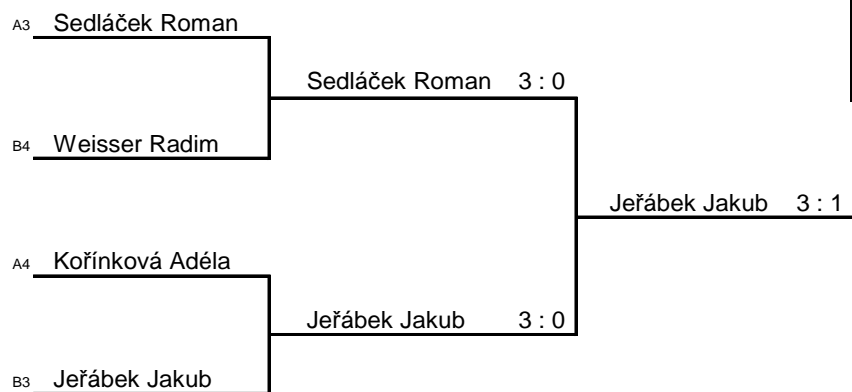 A3 Sedláček Roman
Sedláček Roman 3 : 0
B4 Weisser Radim
Jeřábek Jakub 3 : 1
A4 Kořínková Adéla
Jeřábek Jakub 3 : 0
B3 Jeřábek Jakub